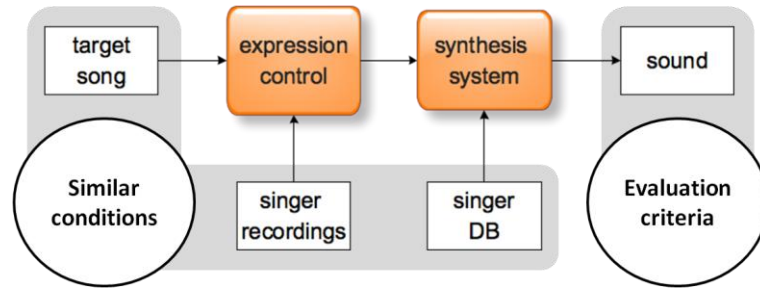 target
song
expression
control
synthesis
system
sound
Similar
conditions
singer
recordings
singer
DB
Evaluation
criteria